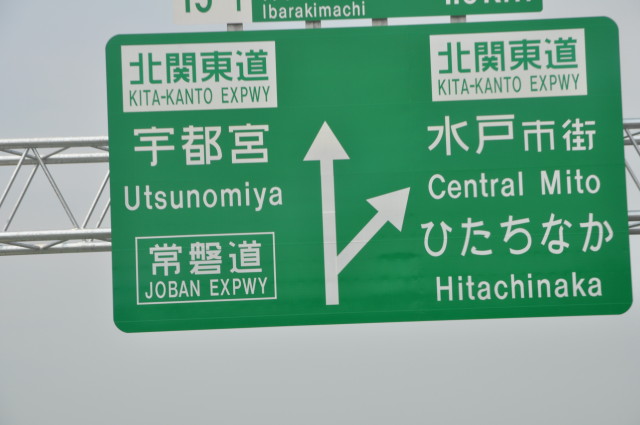 Ibarakimachi
北関東道
KITA-KANTO EXPWY
宇都宮
Utsunomiya
常磐道
JOBAN EXPWY
北関東道
KITA-KANTO EXPWY
水戸市街
Central Mito
ひたちなか
Hitachinaka